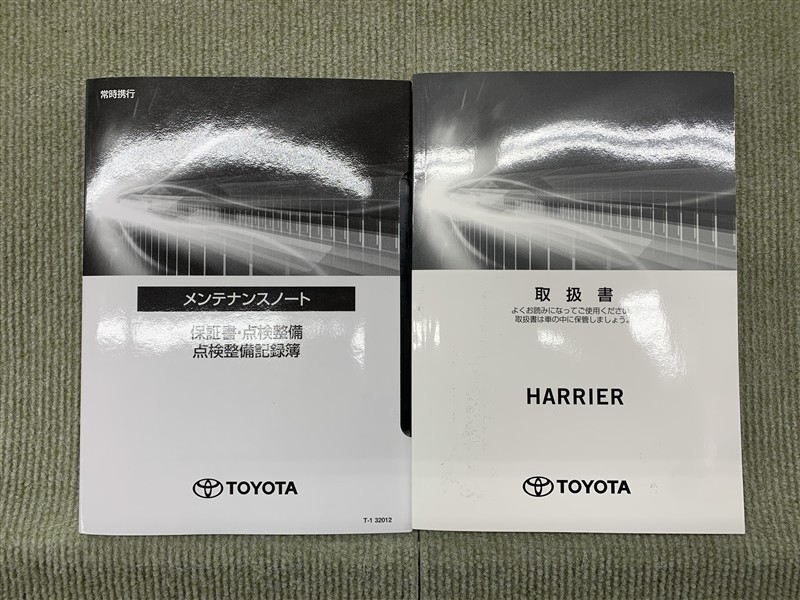 常時携行
メンテナンスノート
保証書・点検整備
点検整備記録簿
TOYOTA
T-1 32012
取扱書
よくお読みになってご使用ください。
取扱書は車の中に保管しましょう。
HARRIER
TOYOTA